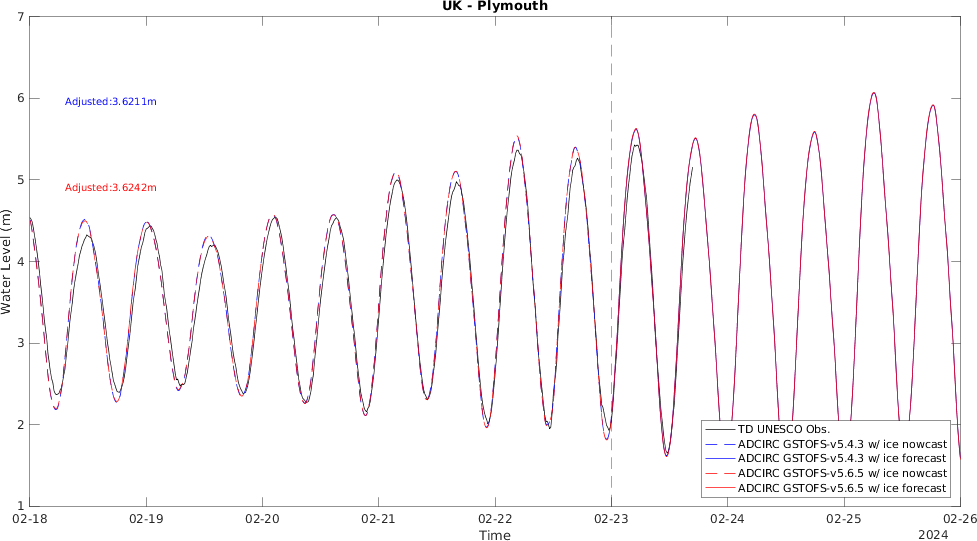 UK - Plymouth
7
6
5
4
3
2
1
Water Level (m)
Adjusted:3.6211m
Adjusted:3.6242m
TD UNESCO Obs.
ADCIRC GSTOFS-v5.4.3 w/ ice nowcast
ADCIRC GSTOFS-v5.4.3 w/ ice forecast
ADCIRC GSTOFS-v5.6.5 w/ ice nowcast
ADCIRC GSTOFS-v5.6.5 w/ ice forecast
02-18 02-19 02-20 02-21 02-22 02-23 02-24 02-25 02-26
Time
2024